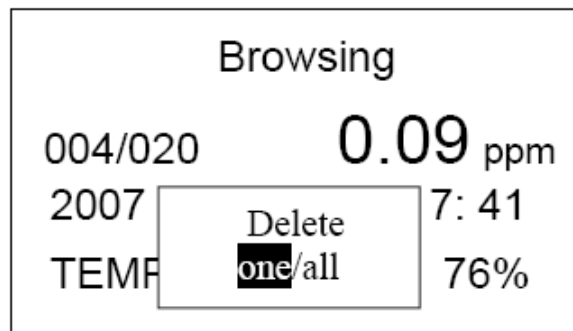 Browsing
004/020 0.09 ppm
2007 7: 41
Delete
TEMP 76%
one/all